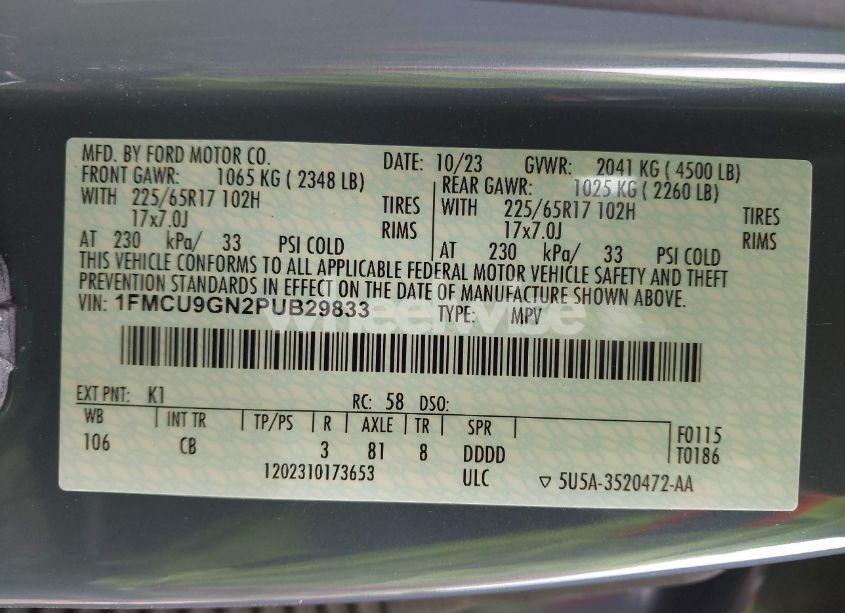 MFD. BY FORD MOTOR CO. DATE: 10/23 GVWR: 2041 KG ( 4500 LB)
FRONT GAWR: 1065 KG ( 2348 LB) REAR GAWR: 1025 KG ( 2260 LB)
WITH 225/65R17 102H TIRES WITH 225/65R17 102H TIRES
17x7.0J RIMS 17x7.0J RIMS
AT 230 kPa/ 33 PSI COLD AT 230 kPa/ 33 PSI COLD
THIS VEHICLE CONFORMS TO ALL APPLICABLE FEDERAL MOTOR VEHICLE SAFETY AND THEFT
PREVENTION STANDARDS IN EFFECT ON THE DATE OF MANUFACTURE SHOWN ABOVE.
VIN: 1FMCU9GN2PUB29833 TYPE: MPV
EXT PNT: K1 RC: 58 DSO:
WB INT TR TP/PS R AXLE TR SPR F0115
106 CB 3 81 8 DDDD T0186
1202310173653 ULC ▽ 5U5A-3520472-AA